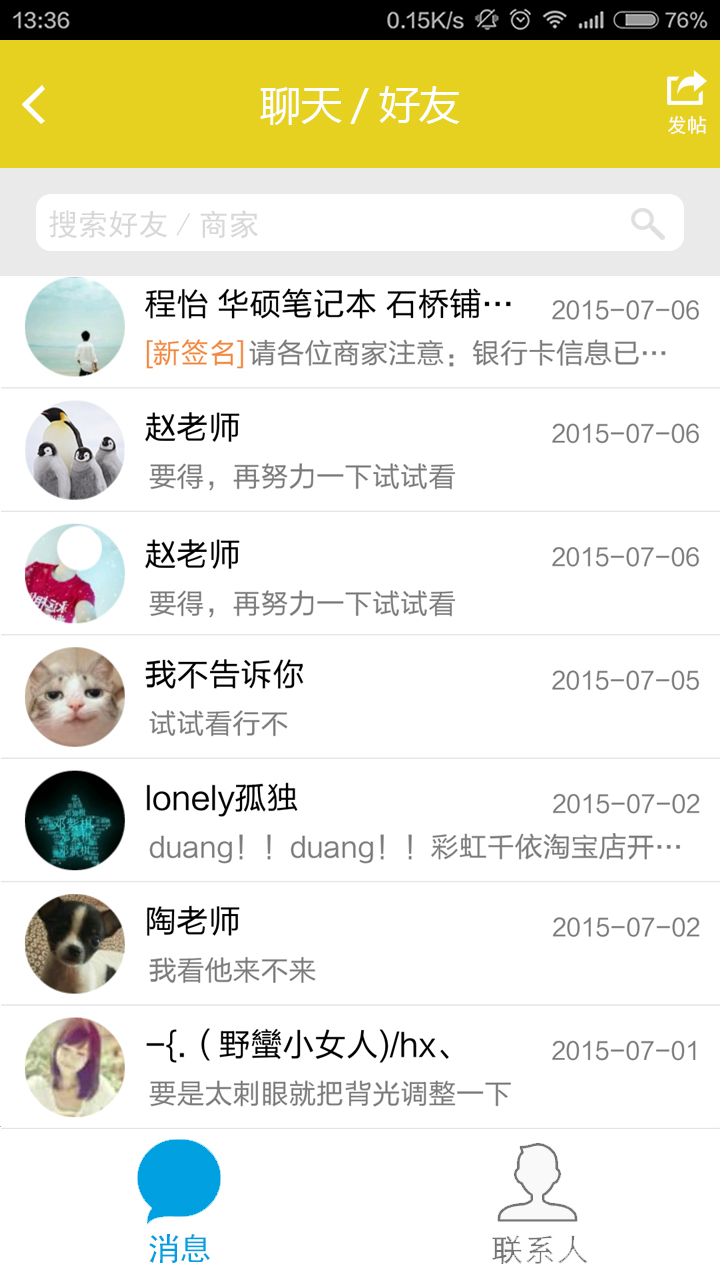 13:36 0.15K/s 76%
聊天 / 好友
发帖
搜索好友 / 商家
程怡 华硕笔记本 石桥铺… 2015-07-06
[新签名]请各位商家注意：银行卡信息已…
赵老师 2015-07-06
要得，再努力一下试试看
赵老师 2015-07-06
要得，再努力一下试试看
我不告诉你 2015-07-05
试试看行不
lonely孤独 2015-07-02
duang！！duang！！彩虹千依淘宝店开…
陶老师 2015-07-02
我看他来不来
-{.（野蠻小女人)/hx、 2015-07-01
要是太刺眼就把背光调整一下
消息 联系人